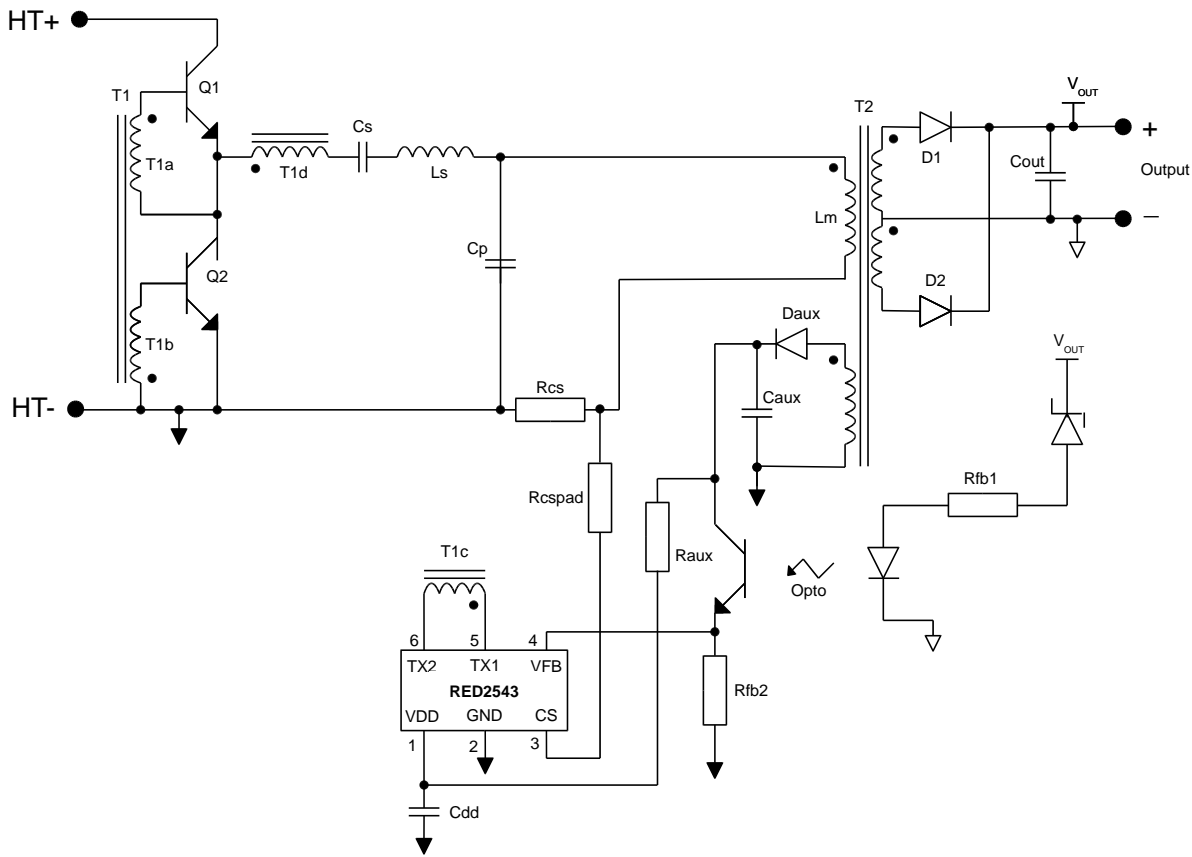 HT+
Q1
T1
T1a
T1d
Cs
Ls
T2
V OUT
+
D1
Cout
Output
Lm
−
Cp
Q2
D2
T1b
Daux
V OUT
HT-
Rcs
Caux
Rcspad
Rfb1
T1c
Raux
Opto
6
5
4
TX2
TX1
VFB
RED2543
Rfb2
VDD
GND
CS
1
2
3
Cdd